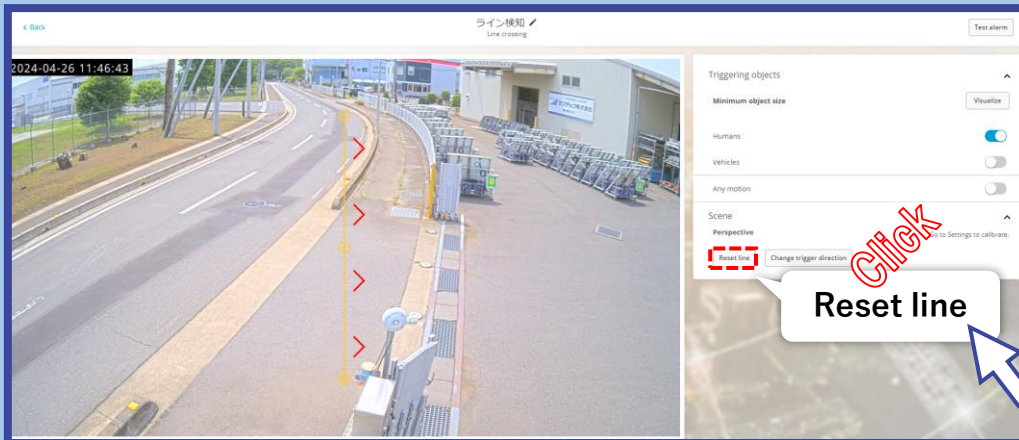 < Back
ライン検知
Line crossing
Test alarm
2024-04-26 11:46:43
Triggering objects
Minimum object size
Visualize
Humans
Vehicles
Any motion
Scene
Perspective
Go to Settings to calibrate.
Reset line
Change trigger direction
Click
Reset line